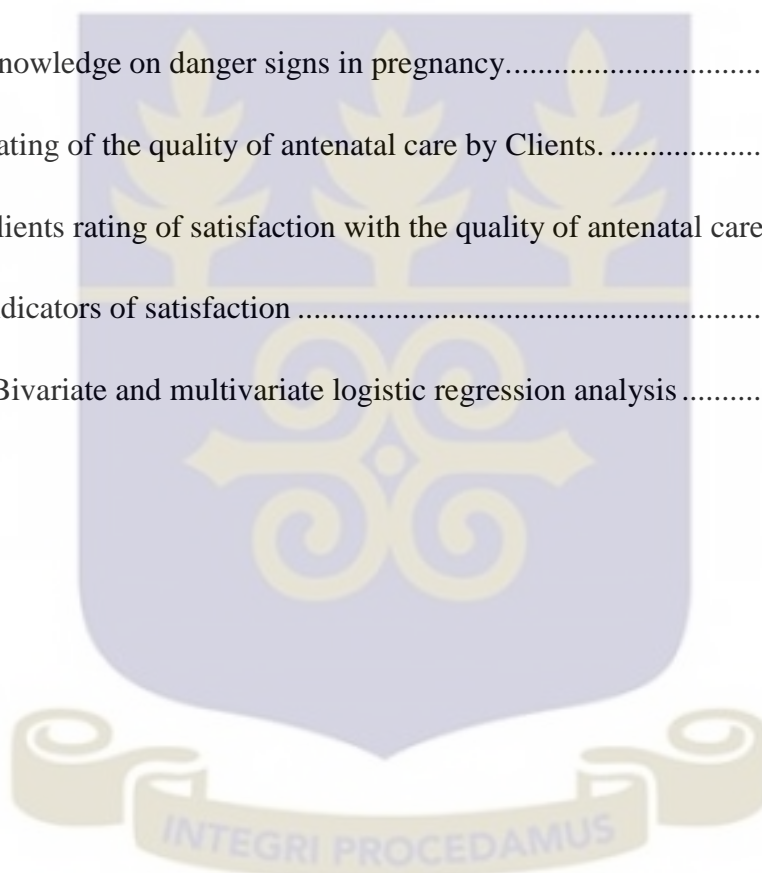 nowledge on danger signs in pregnancy..............................
ating of the quality of antenatal care by Clients. ..................
lients rating of satisfaction with the quality of antenatal care
dicators of satisfaction .......................................................
Bivariate and multivariate logistic regression analysis ...........
INTEGRI PROCEDAMUS